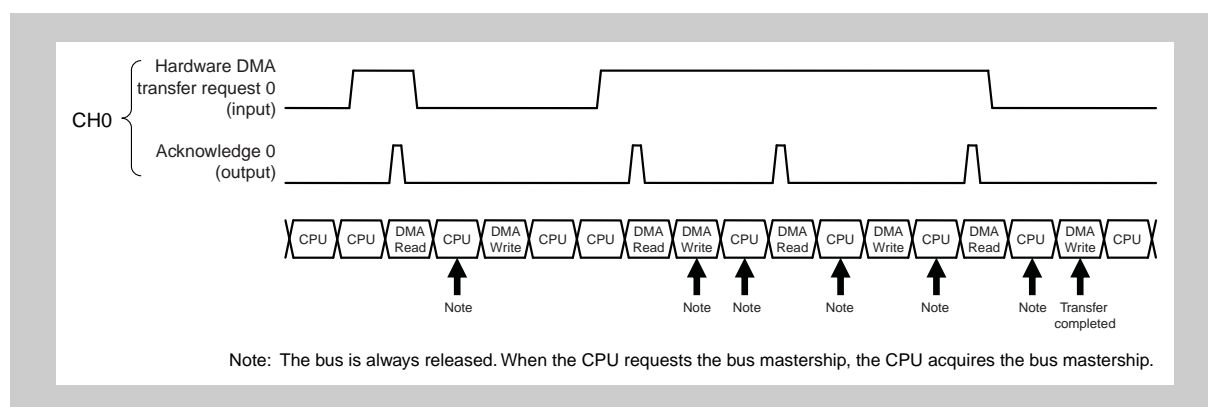 Hardware DMA
transfer request 0
(input)
CH0
Acknowledge 0
(output)
CPU CPU DMA Read CPU DMA Write CPU CPU DMA Read DMA Write CPU DMA Read CPU DMA Write CPU DMA Read CPU DMA Write CPU
Note Note Note Note Note Note Transfer
completed
Note: The bus is always released. When the CPU requests the bus mastership, the CPU acquires the bus mastership.